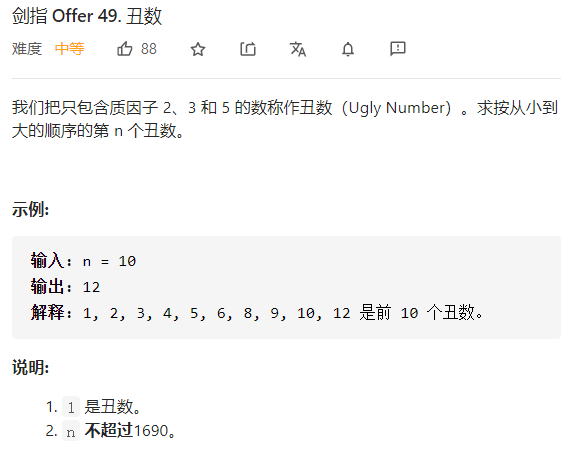 剑指 Offer 49. 丑数
难度 中等 88
我们把只包含质因子 2、3 和 5 的数称作丑数（Ugly Number）。求按从小到
大的顺序的第 n 个丑数。
示例:
输入: n = 10
输出: 12
解释: 1, 2, 3, 4, 5, 6, 8, 9, 10, 12 是前 10 个丑数。
说明:
1. 1 是丑数。
2. n 不超过1690。